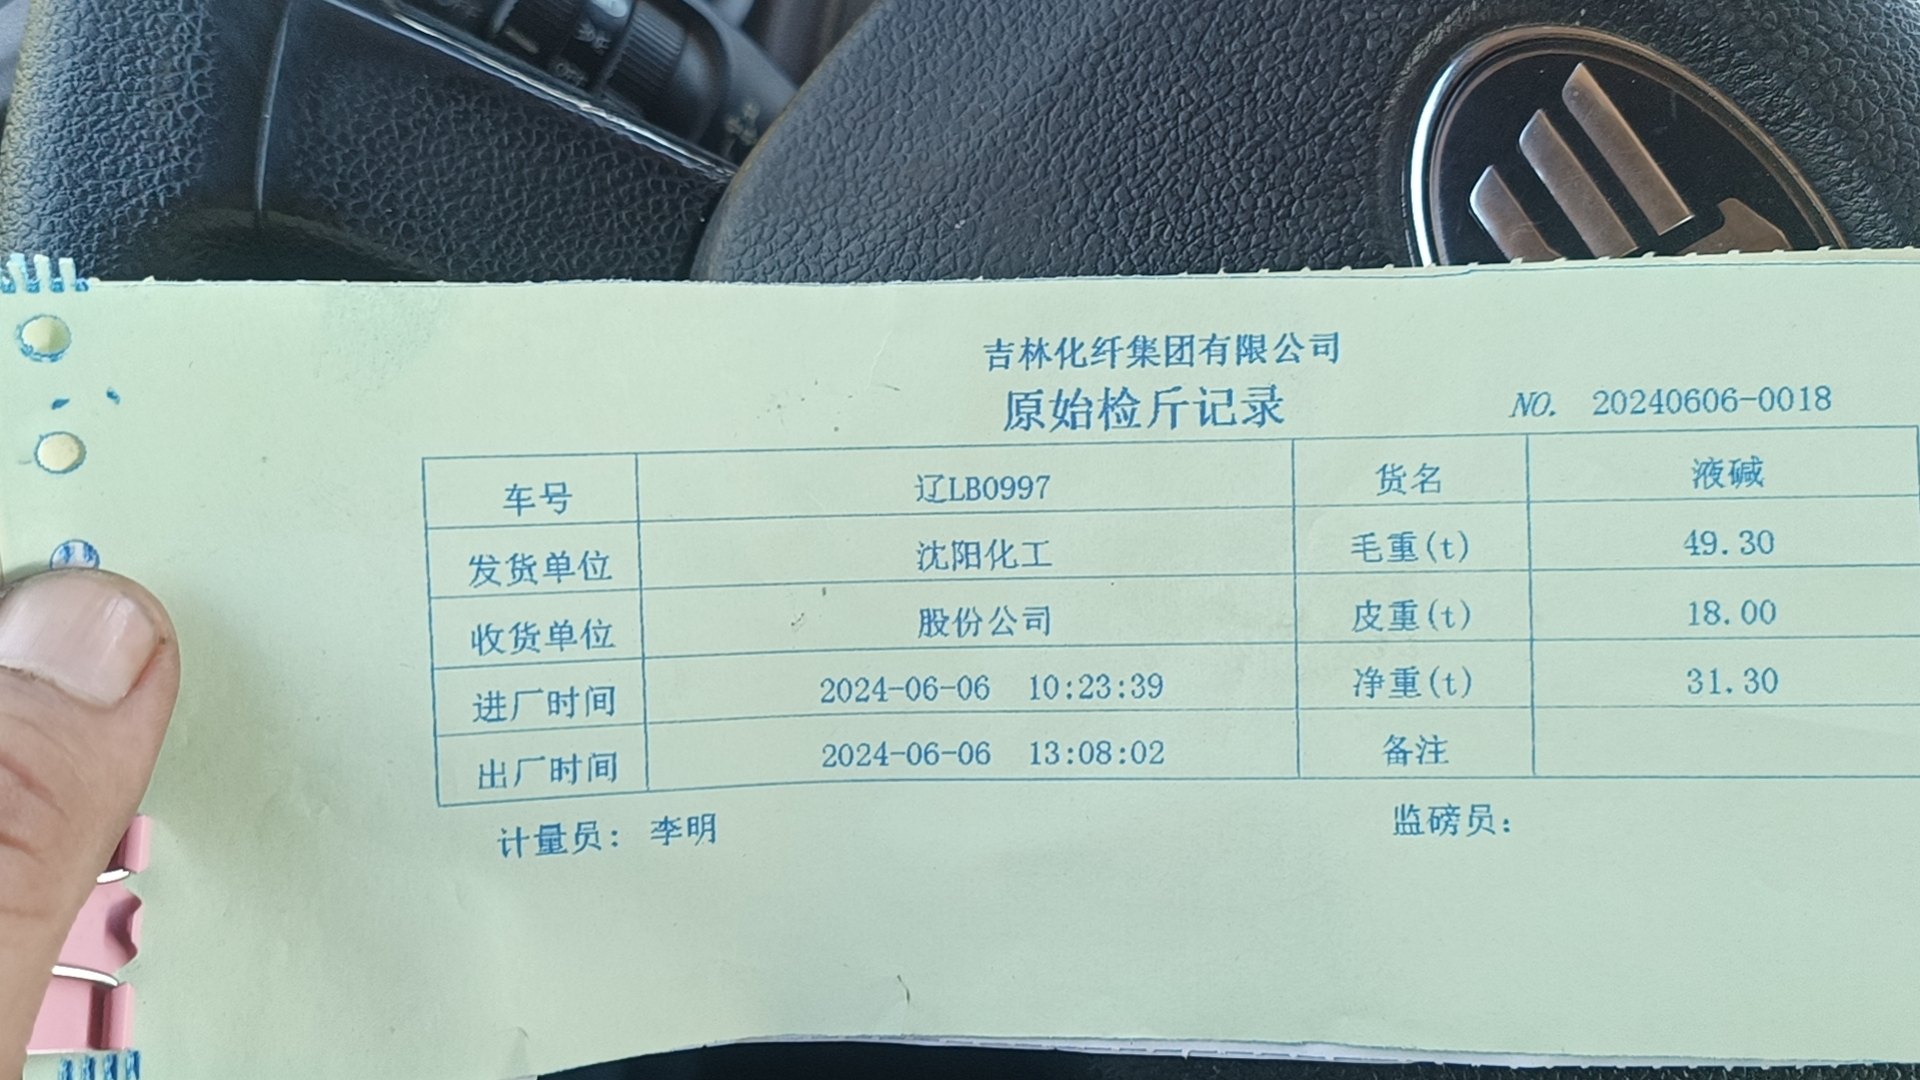 OFF
OFF
吉林化纤集团有限公司
原始检斤记录
NO. 20240606-0018
车号 辽LB0997 货名 液碱
发货单位 沈阳化工 毛重(t) 49.30
收货单位 股份公司 皮重(t) 18.00
进厂时间 2024-06-06 10:23:39 净重(t) 31.30
出厂时间 2024-06-06 13:08:02 备注
计量员: 李明 监磅员: